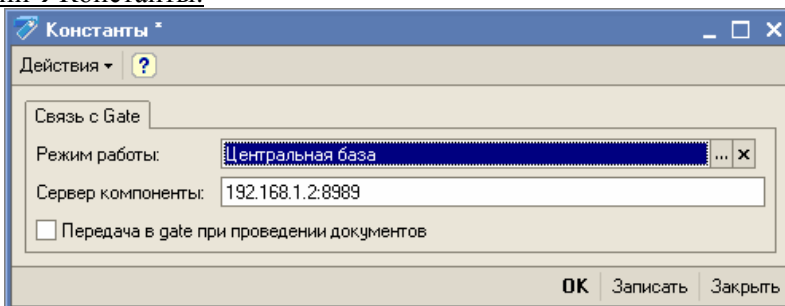 Константы.
Константы *
Действия
?
Связь с Gate
Режим работы: Центральная база ... x
Сервер компоненты: 192.168.1.2:8989
Передача в gate при проведении документов
OK Записать Закрыть